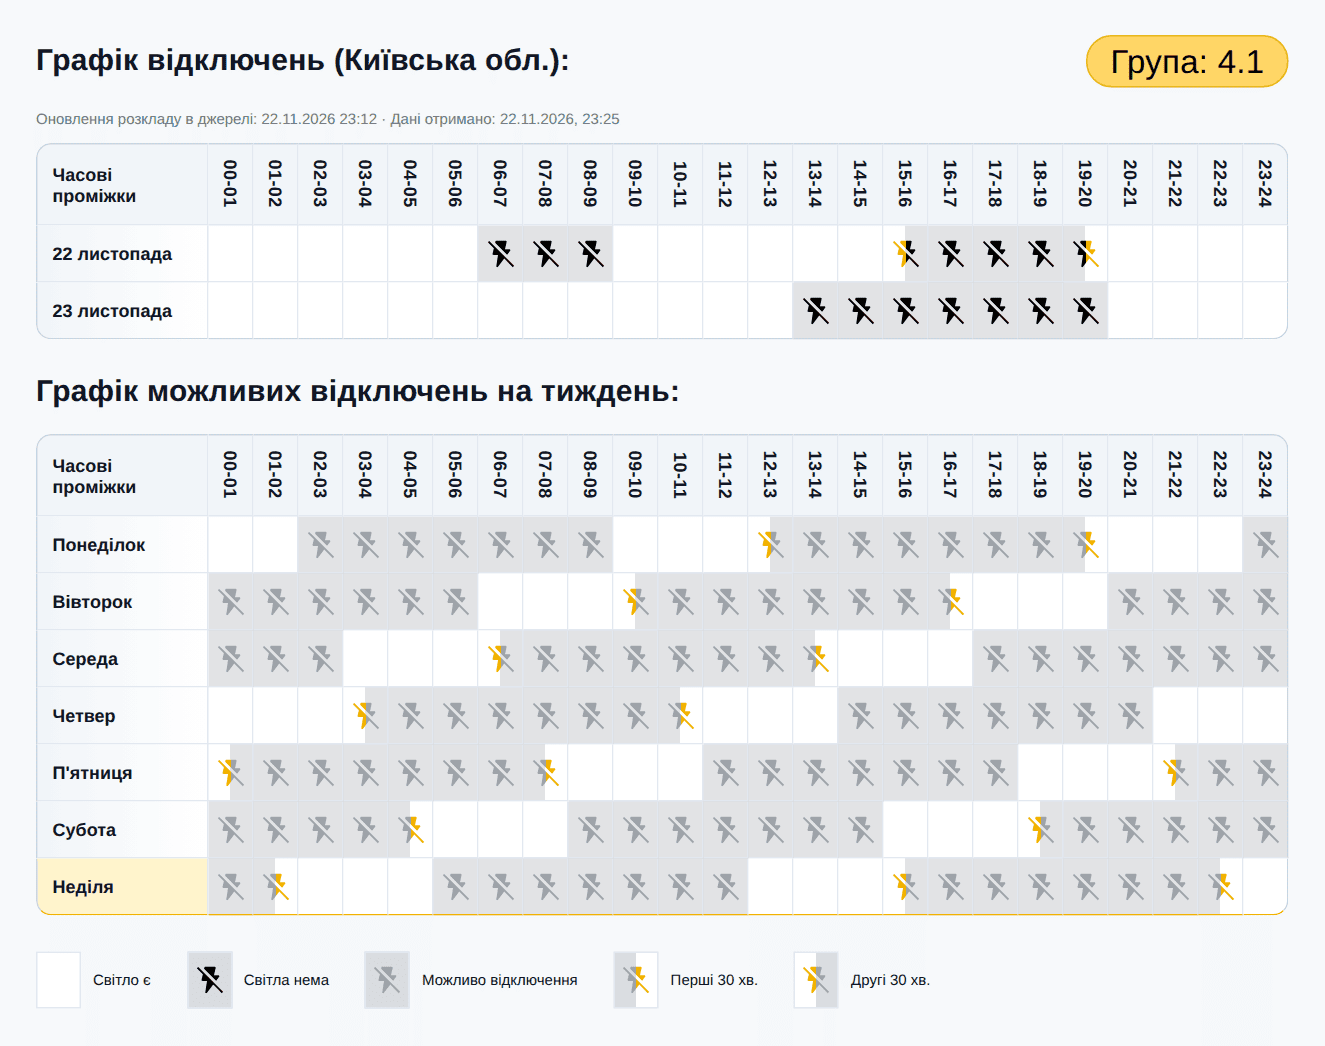 Графік відключень (Київська обл.):
Група: 4.1
Оновлення розкладу в джерелі: 22.11.2026 23:12 · Дані отримано: 22.11.2026, 23:25
Часові проміжки 00-01 01-02 02-03 03-04 04-05 05-06 06-07 07-08 08-09 09-10 10-11 11-12 12-13 13-14 14-15 15-16 16-17 17-18 18-19 19-20 20-21 21-22 22-23 23-24
22 листопада
23 листопада
Графік можливих відключень на тиждень:
Часові проміжки 00-01 01-02 02-03 03-04 04-05 05-06 06-07 07-08 08-09 09-10 10-11 11-12 12-13 13-14 14-15 15-16 16-17 17-18 18-19 19-20 20-21 21-22 22-23 23-24
Понеділок
Вівторок
Середа
Четвер
П'ятниця
Субота
Неділя
Світло є Світла нема Можливо відключення Перші 30 хв. Другі 30 хв.